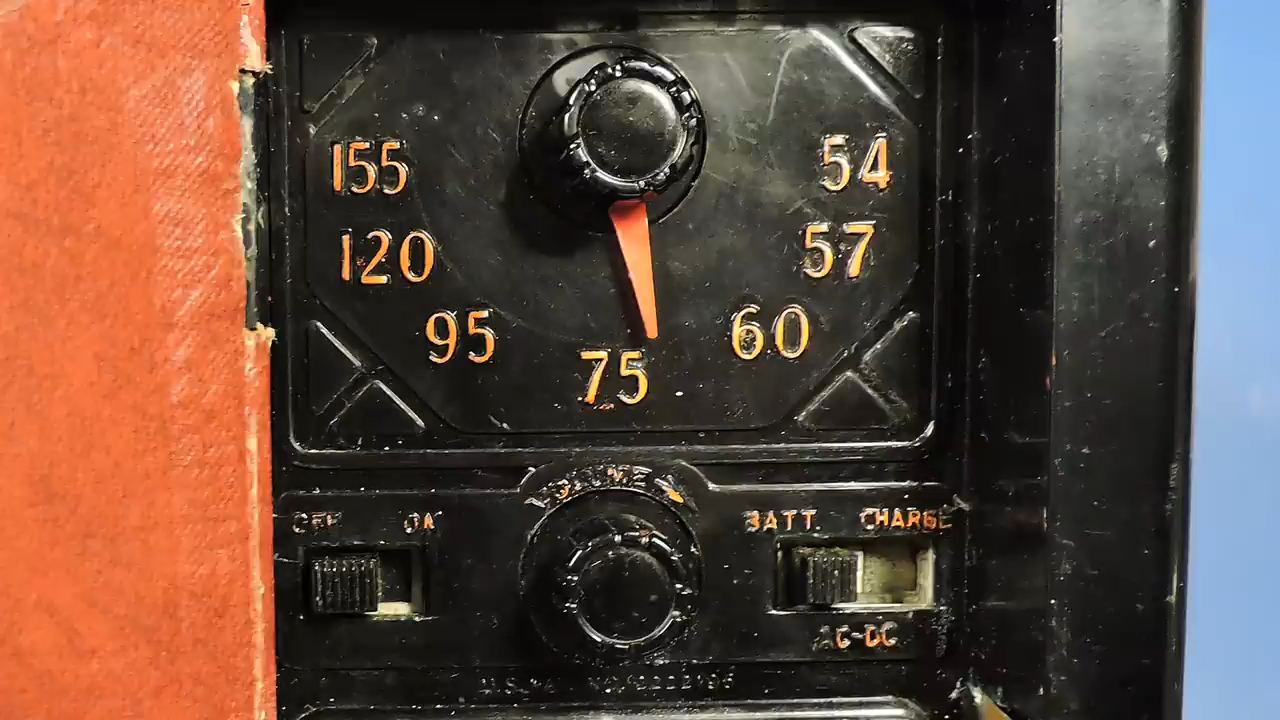 155 54
120 57
95 60
75
VOLUME
OFF ON BATT. CHARGE
AC-DC